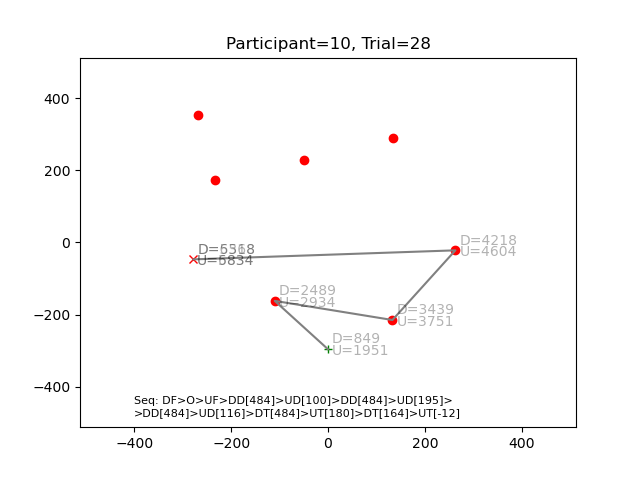 Participant=10, Trial=28
400
200
0
−200
−400
−400
−200
0
200
400
D=4218
U=4604
D=2489
U=2934
D=3439
U=3751
D=849
U=1951
Seq: DF>O>UF>DD[484]>UD[100]>DD[484]>UD[195]>
>DD[484]>UD[116]>DT[484]>UT[180]>DT[164]>UT[-12]